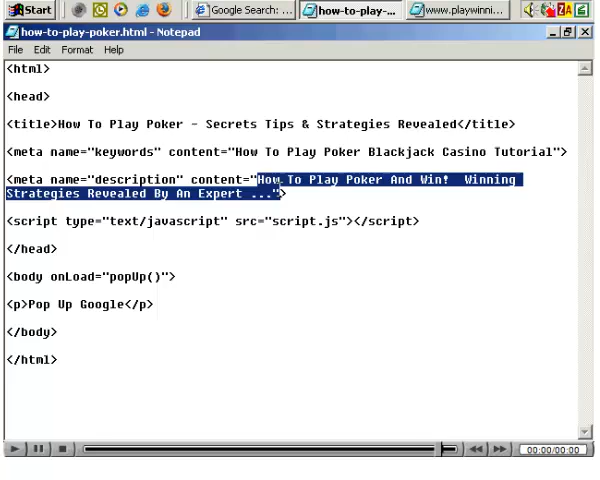 Start
Google Search: ...
how-to-play-...
www.playwinni...
how-to-play-poker.html - Notepad
File Edit Format Help
<html>
<head>
<title>How To Play Poker - Secrets Tips & Strategies Revealed</title>
<meta name="keywords" content="How To Play Poker Blackjack Casino Tutorial">
<meta name="description" content="How To Play Poker And Win!  Winning
Strategies Revealed By An Expert ...">
<script type="text/javascript" src="script.js"></script>
</head>
<body onLoad="popUp()">
<p>Pop Up Google</p>
</body>
</html>
00:00/00:00